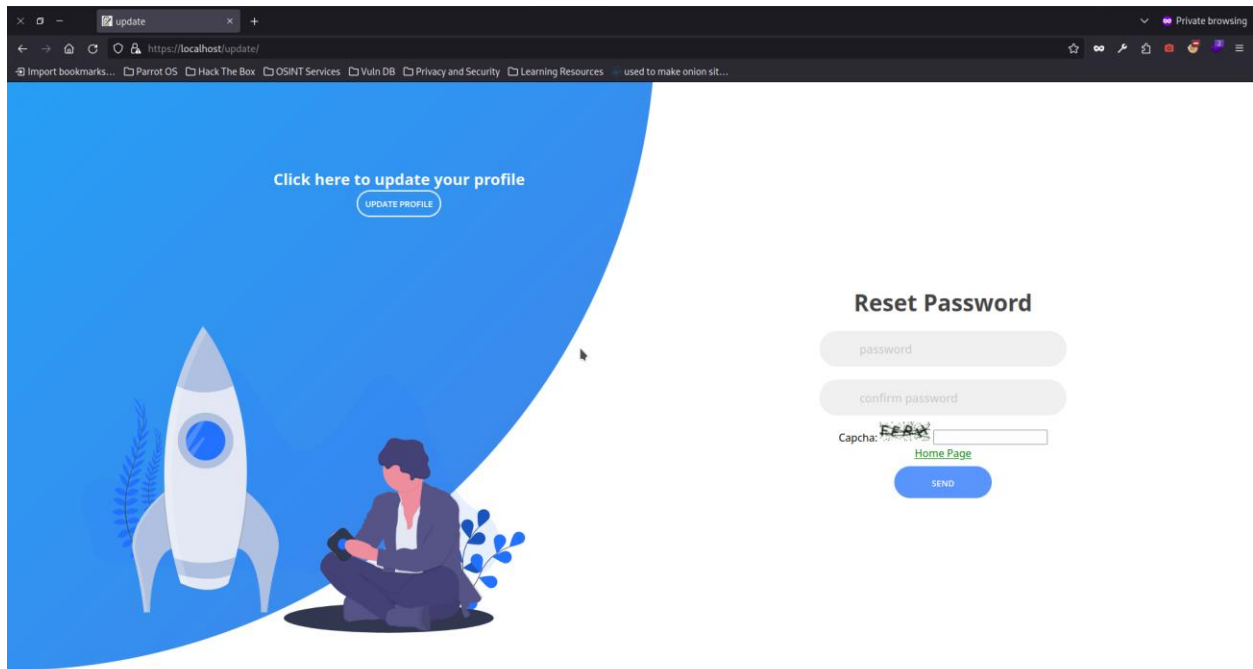 update
Private browsing
https://localhost/update/
Import bookmarks... Parrot OS Hack The Box OSINT Services Vuln DB Privacy and Security Learning Resources used to make onion sit...
Click here to update your profile
UPDATE PROFILE
Reset Password
password
confirm password
Capcha:
Home Page
SEND